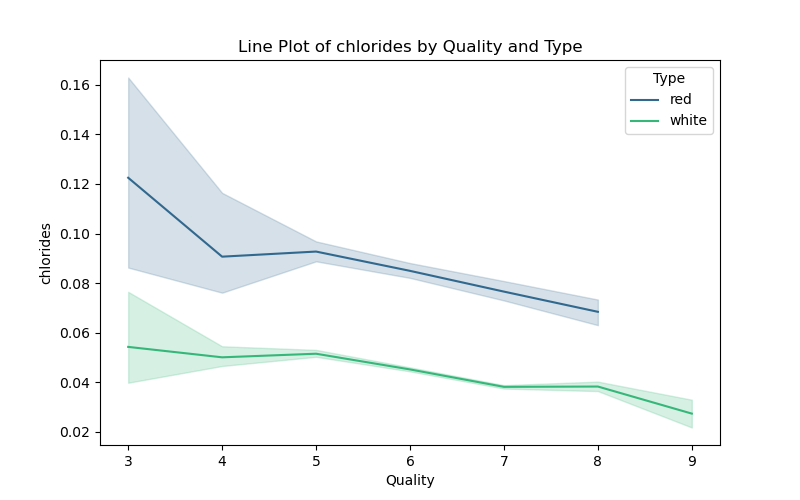 Line Plot of chlorides by Quality and Type
Type
red
white
chlorides
0.16
0.14
0.12
0.10
0.08
0.06
0.04
0.02
3 4 5 6 7 8 9
Quality